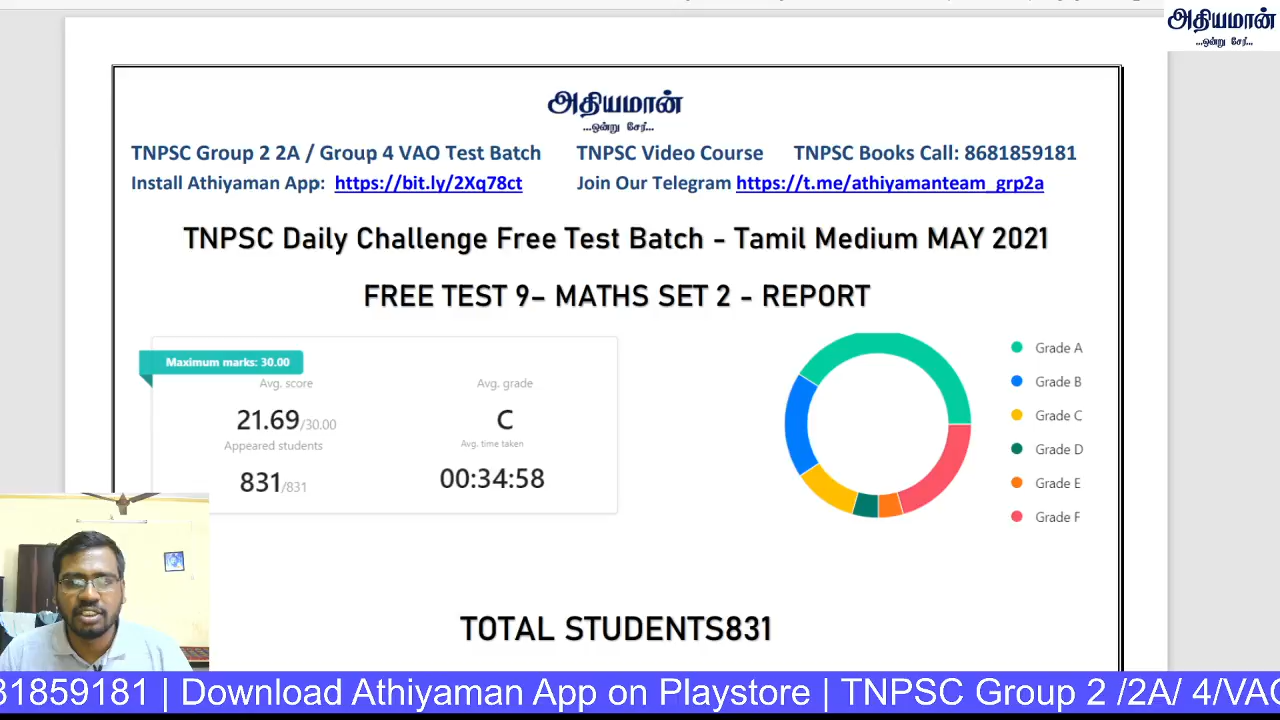 அதியமான்
...ஒன்று சேர்...
அதியமான்
...ஒன்று சேர்...
TNPSC Group 2 2A / Group 4 VAO Test Batch TNPSC Video Course TNPSC Books Call: 8681859181
Install Athiyaman App: https://bit.ly/2Xq78ct Join Our Telegram https://t.me/athiyamanteam_grp2a
TNPSC Daily Challenge Free Test Batch - Tamil Medium MAY 2021
FREE TEST 9– MATHS SET 2 - REPORT
Maximum marks: 30.00
Avg. score
21.69/30.00
Appeared students
831/831
Avg. grade
C
Avg. time taken
00:34:58
Grade A
Grade B
Grade C
Grade D
Grade E
Grade F
TOTAL STUDENTS831
81859181 | Download Athiyaman App on Playstore | TNPSC Group 2 /2A/ 4/VAO